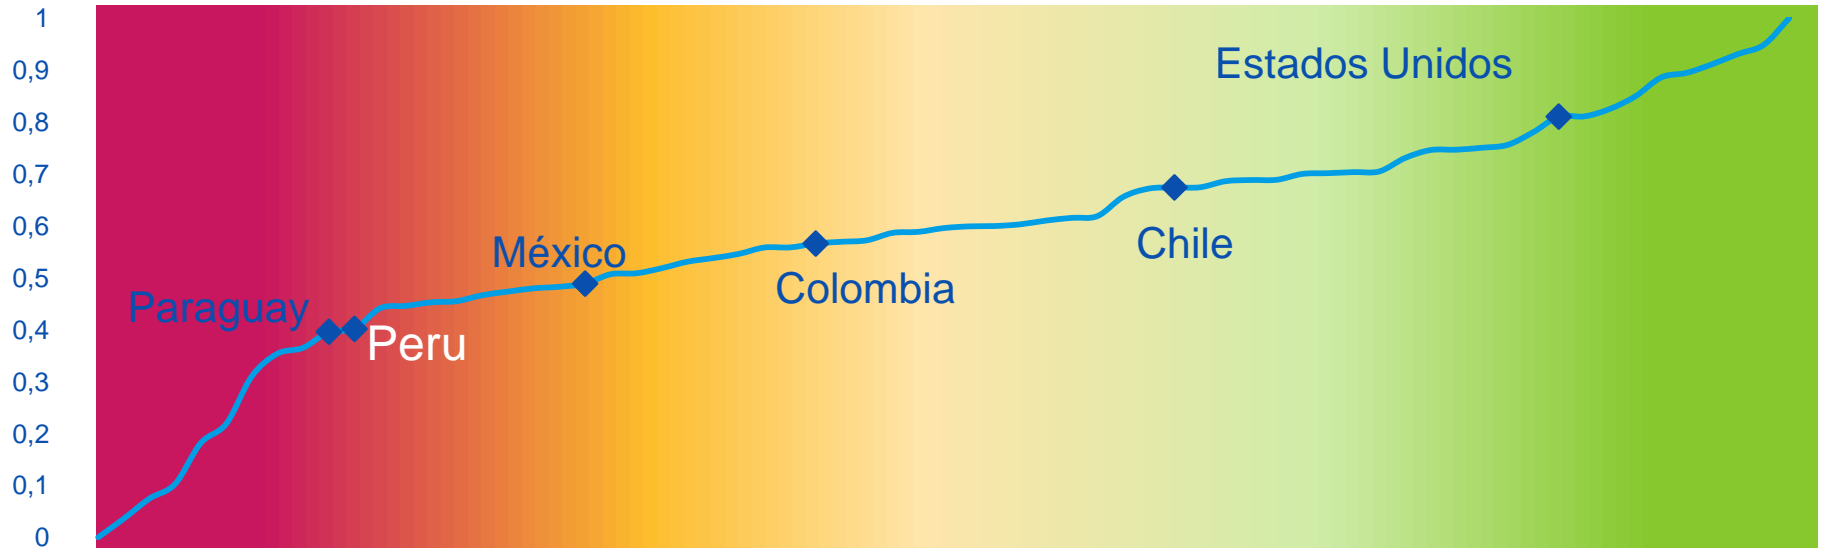 1
0,9
0,8
0,7
0,6
0,5
0,4
0,3
0,2
0,1
0
Estados Unidos
México
Chile
Colombia
Paraguay
Peru